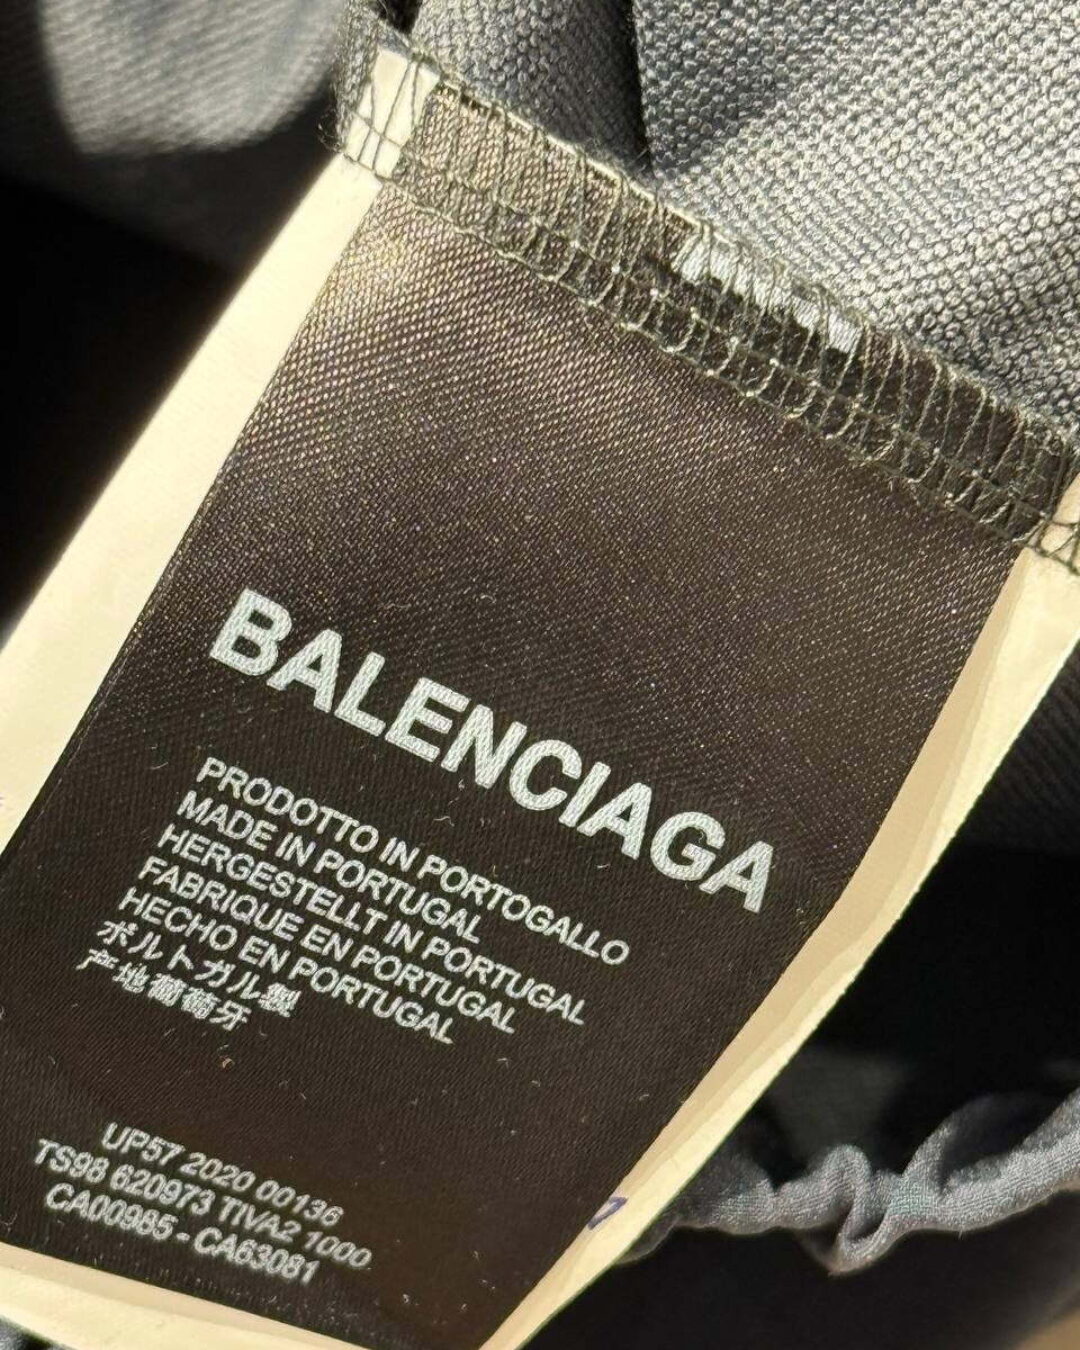 BALENCIAGA
PRODOTTO IN PORTOGALLO
MADE IN PORTUGAL
HERGESTELLT IN PORTUGAL
FABRIQUE EN PORTUGAL
HECHO EN PORTUGAL
ポルトガル製
产地葡萄牙
UP57 2020 00136
TS98 620973 TIVA2 1000
CA00985 - CA63081